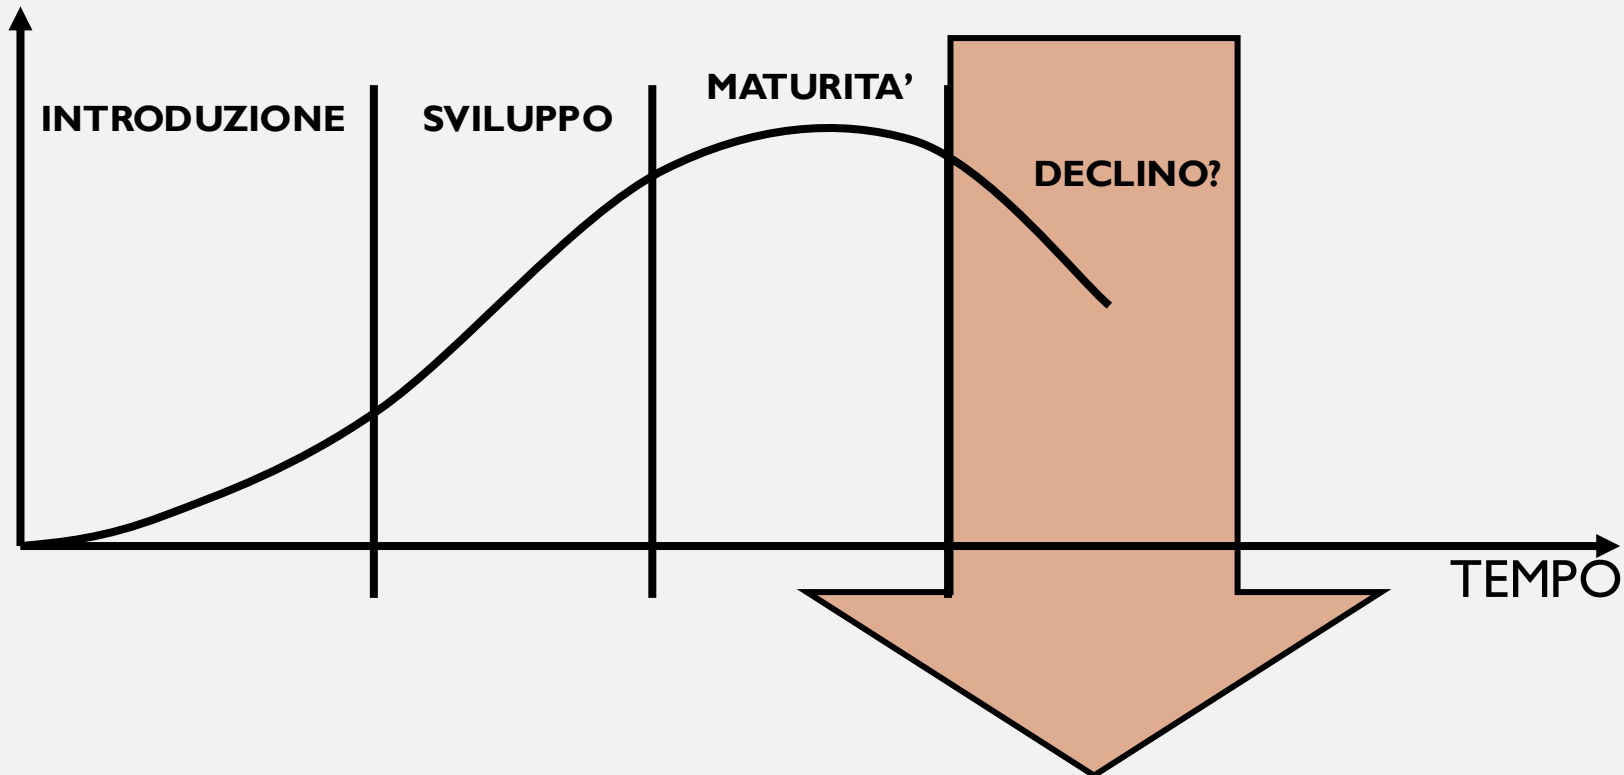 INTRODUZIONE
SVILUPPO
MATURITA’
DECLINO?
TEMPO